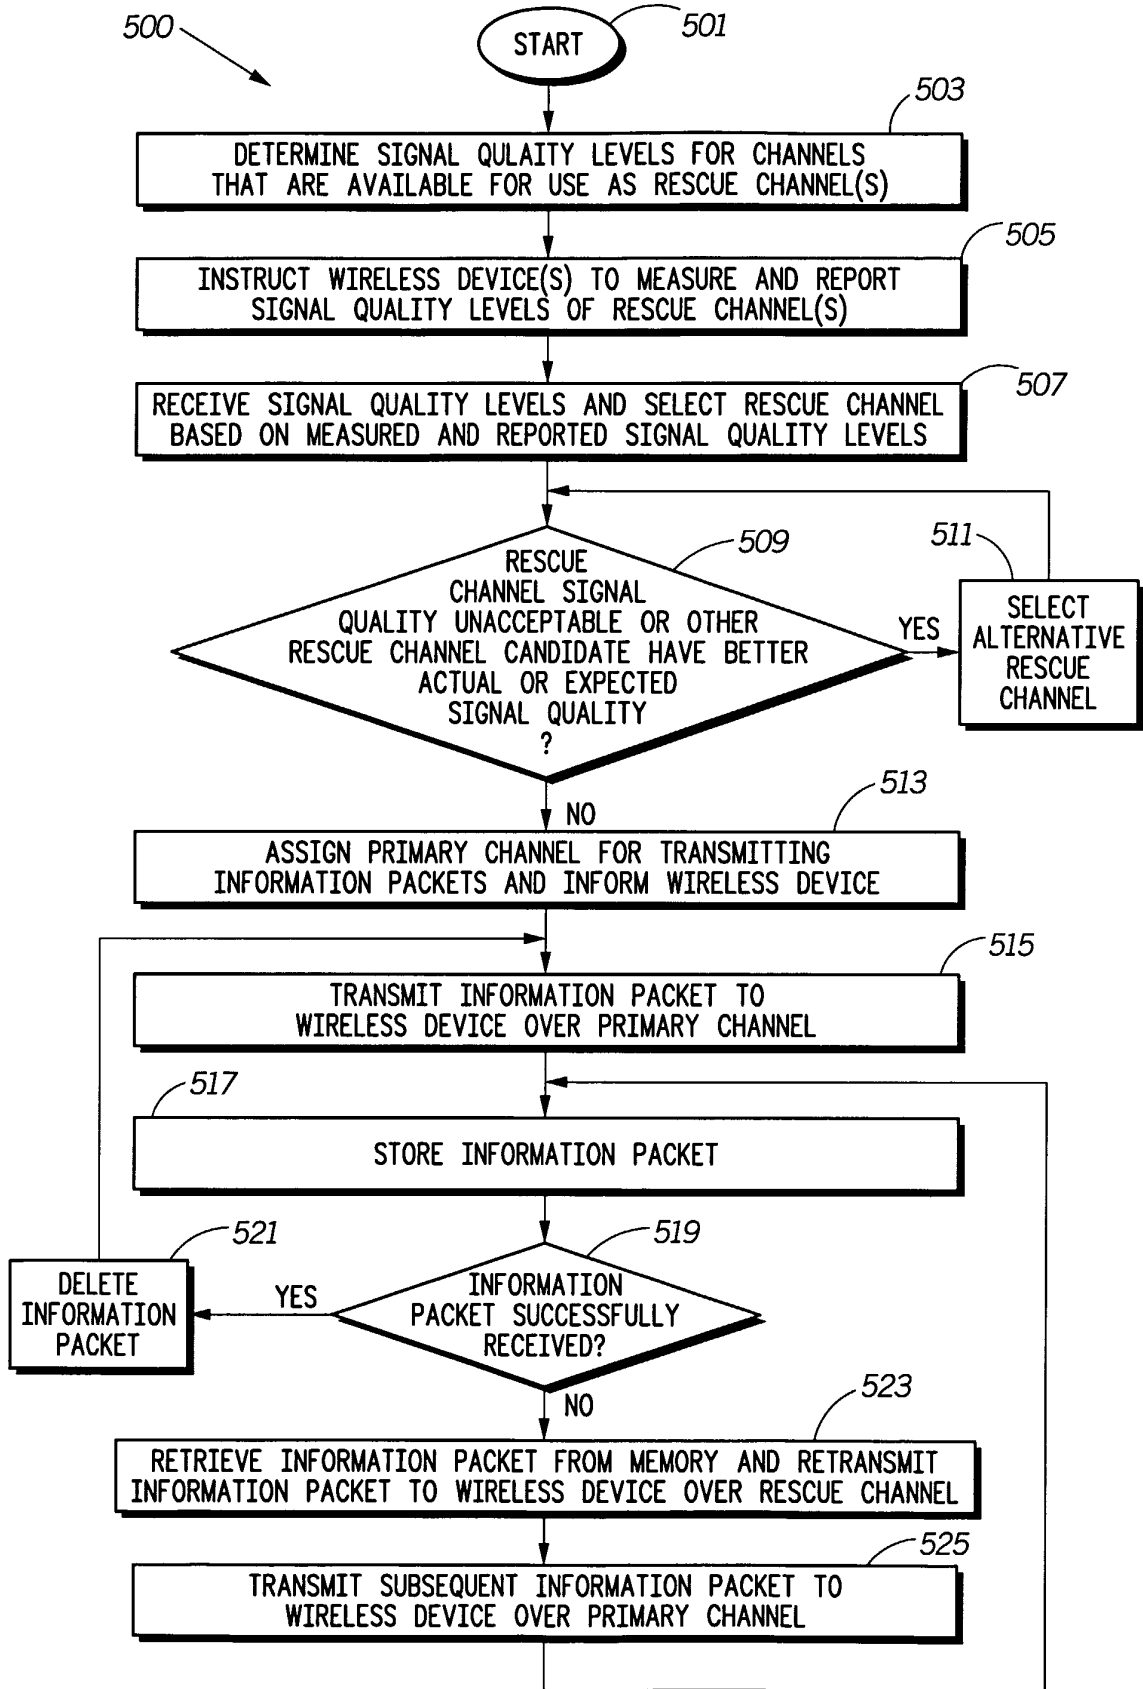 500
START
501
503
DETERMINE SIGNAL QULAITY LEVELS FOR CHANNELS
THAT ARE AVAILABLE FOR USE AS RESCUE CHANNEL(S)
505
INSTRUCT WIRELESS DEVICE(S) TO MEASURE AND REPORT
SIGNAL QUALITY LEVELS OF RESCUE CHANNEL(S)
507
RECEIVE SIGNAL QUALITY LEVELS AND SELECT RESCUE CHANNEL
BASED ON MEASURED AND REPORTED SIGNAL QUALITY LEVELS
509
RESCUE
CHANNEL SIGNAL
QUALITY UNACCEPTABLE OR OTHER
RESCUE CHANNEL CANDIDATE HAVE BETTER
ACTUAL OR EXPECTED
SIGNAL QUALITY
?
YES
511
SELECT
ALTERNATIVE
RESCUE
CHANNEL
NO
513
ASSIGN PRIMARY CHANNEL FOR TRANSMITTING
INFORMATION PACKETS AND INFORM WIRELESS DEVICE
515
TRANSMIT INFORMATION PACKET TO
WIRELESS DEVICE OVER PRIMARY CHANNEL
517
STORE INFORMATION PACKET
519
INFORMATION
PACKET SUCCESSFULLY
RECEIVED?
YES
521
DELETE
INFORMATION
PACKET
NO
523
RETRIEVE INFORMATION PACKET FROM MEMORY AND RETRANSMIT
INFORMATION PACKET TO WIRELESS DEVICE OVER RESCUE CHANNEL
525
TRANSMIT SUBSEQUENT INFORMATION PACKET TO
WIRELESS DEVICE OVER PRIMARY CHANNEL